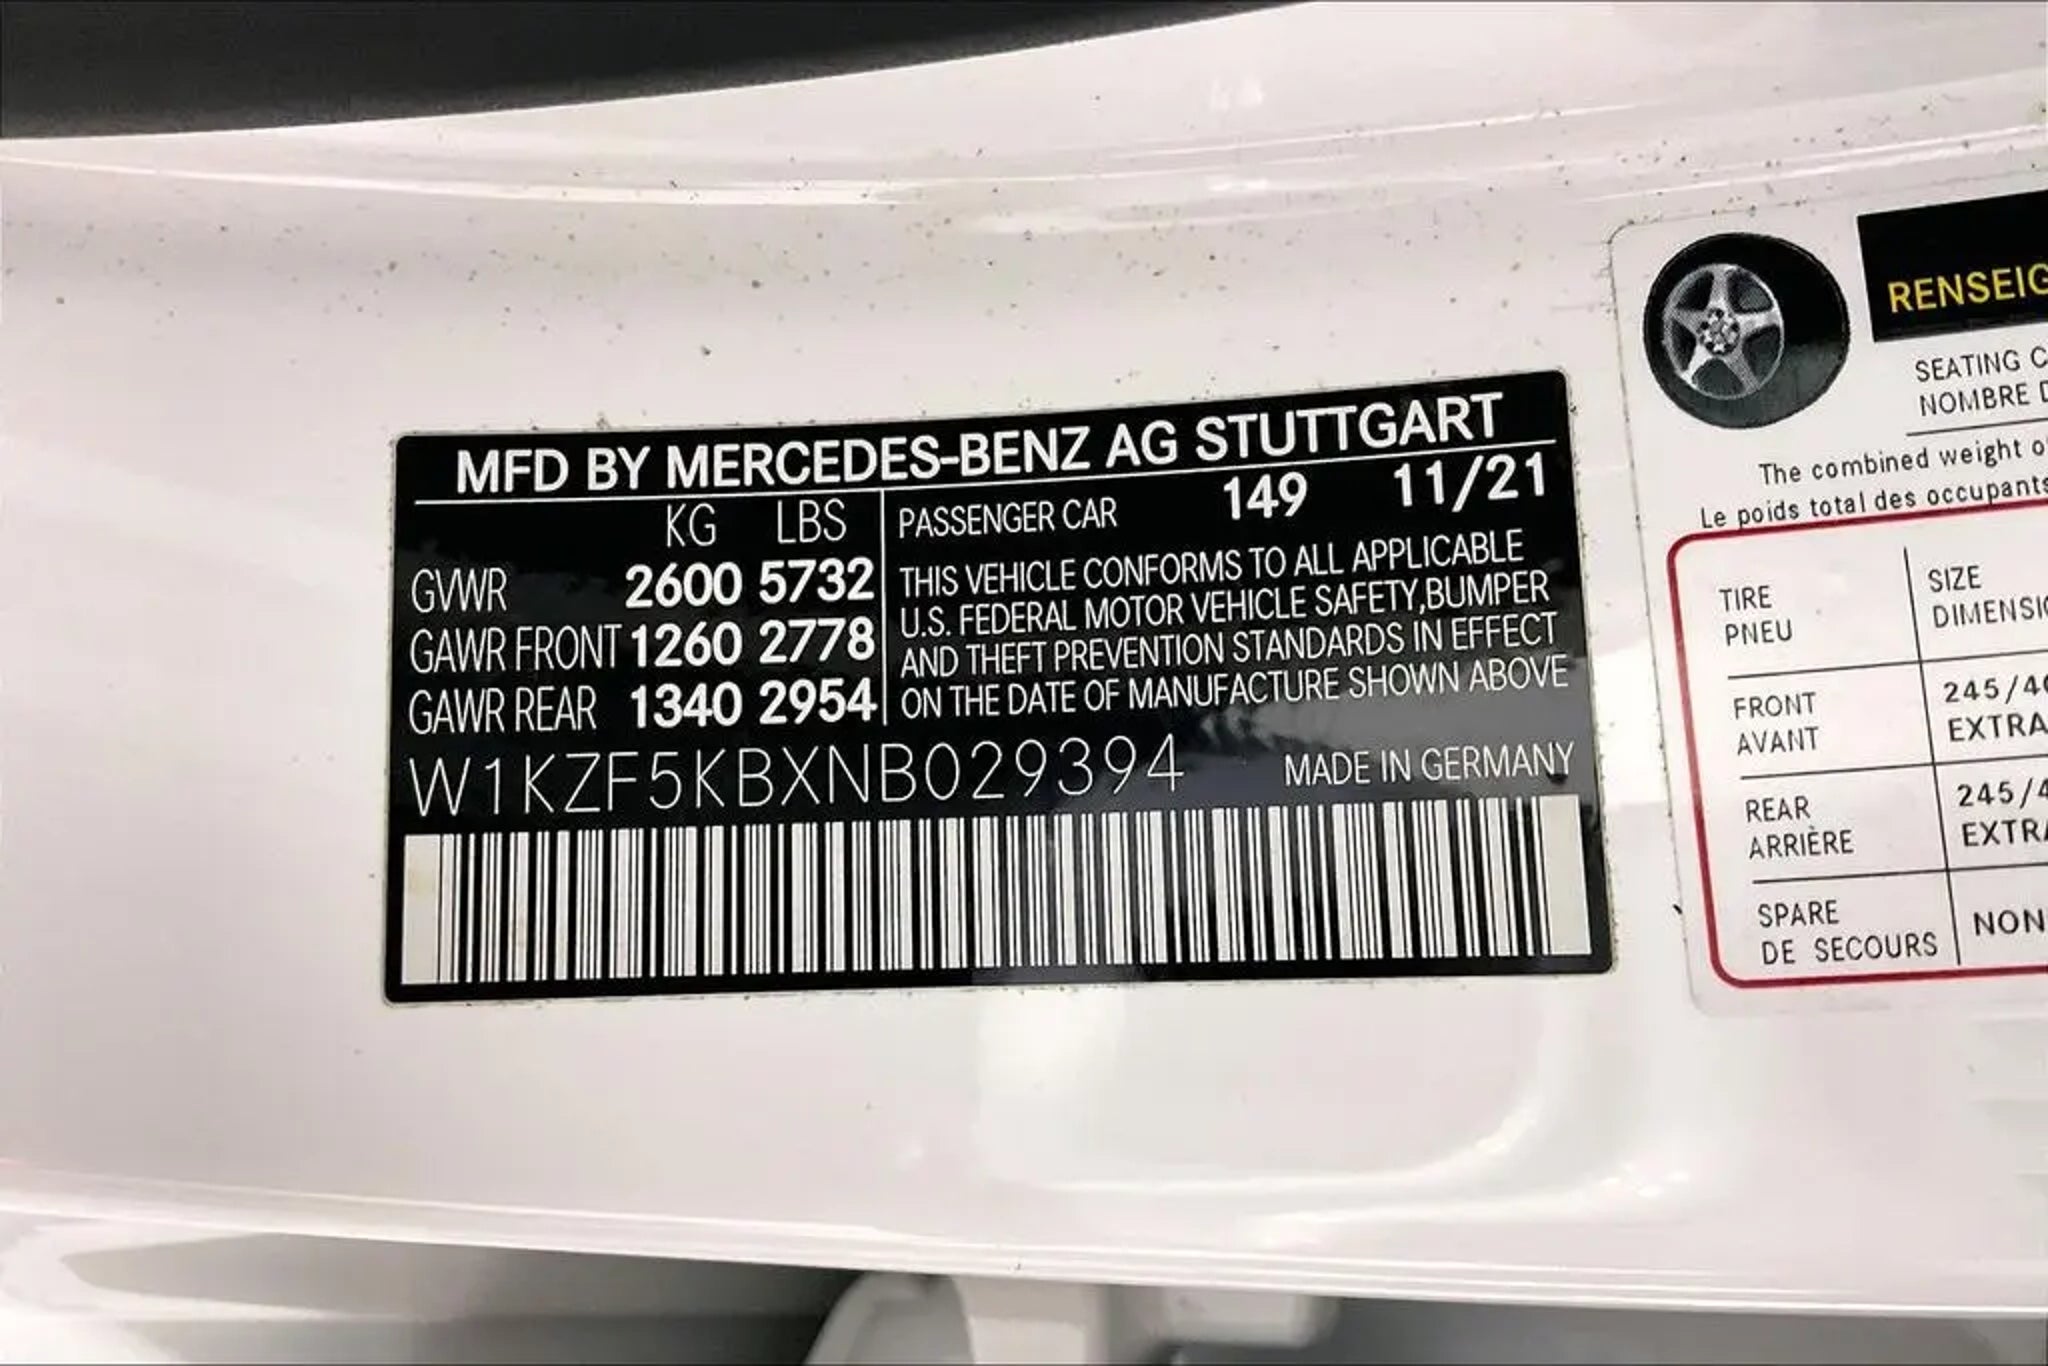 MFD BY MERCEDES-BENZ AG STUTTGART
KG LBS
GVWR 2600 5732
GAWR FRONT 1260 2778
GAWR REAR 1340 2954
PASSENGER CAR 149 11/21
THIS VEHICLE CONFORMS TO ALL APPLICABLE
U.S. FEDERAL MOTOR VEHICLE SAFETY,BUMPER
AND THEFT PREVENTION STANDARDS IN EFFECT
ON THE DATE OF MANUFACTURE SHOWN ABOVE
W1KZF5KBXNB029394 MADE IN GERMANY
RENSEIG
SEATING C
NOMBRE D
The combined weight o
Le poids total des occupants
TIRE SIZE
PNEU DIMENSIO
FRONT 245/40
AVANT EXTRA
REAR 245/4
ARRIÈRE EXTRA
SPARE NON
DE SECOURS